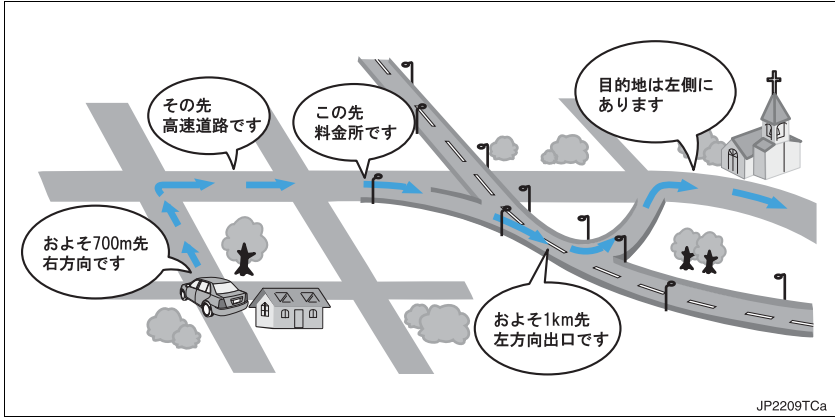 目的地は左側に
あります
その先
高速道路です
この先
料金所です
およそ700m先
右方向です
およそ1km先
左方向出口です
JP2209TCa